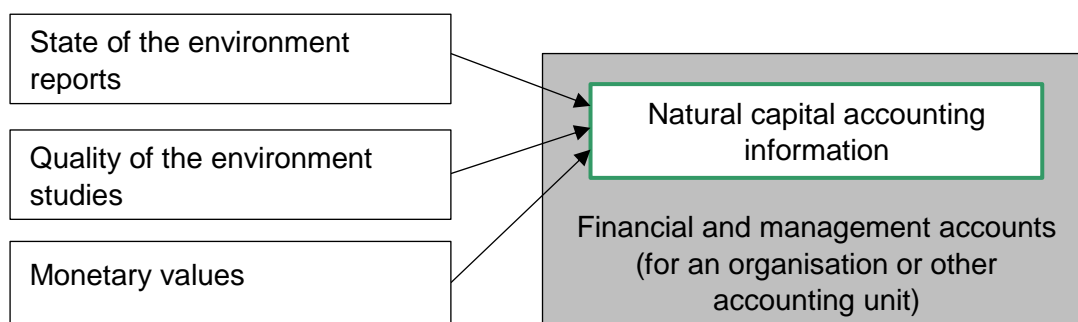 State of the environment
reports
Quality of the environment
studies
Monetary values
Natural capital accounting
information
Financial and management accounts
(for an organisation or other
accounting unit)